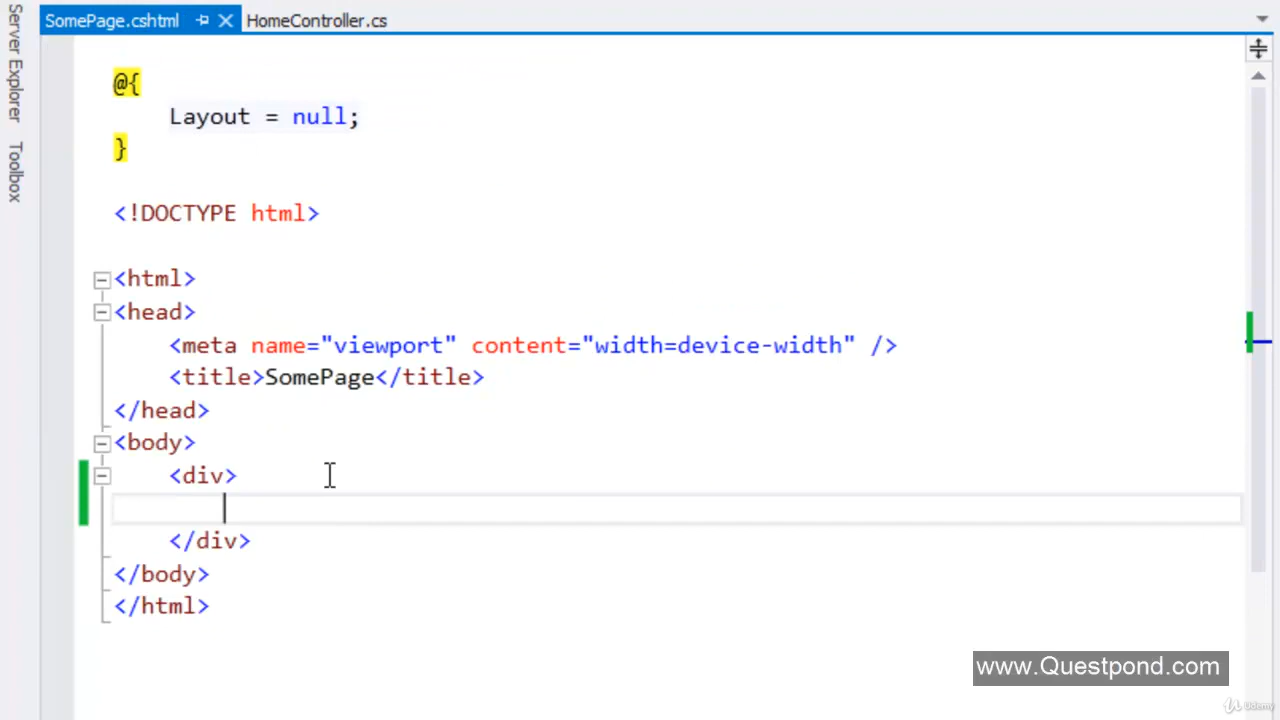 SomePage.cshtml
HomeController.cs
Server Explorer
Toolbox
@{
Layout = null;
}
<!DOCTYPE html>
<html>
<head>
<meta name="viewport" content="width=device-width" />
<title>SomePage</title>
</head>
<body>
<div>
</div>
</body>
</html>
www.Questpond.com
Udemy